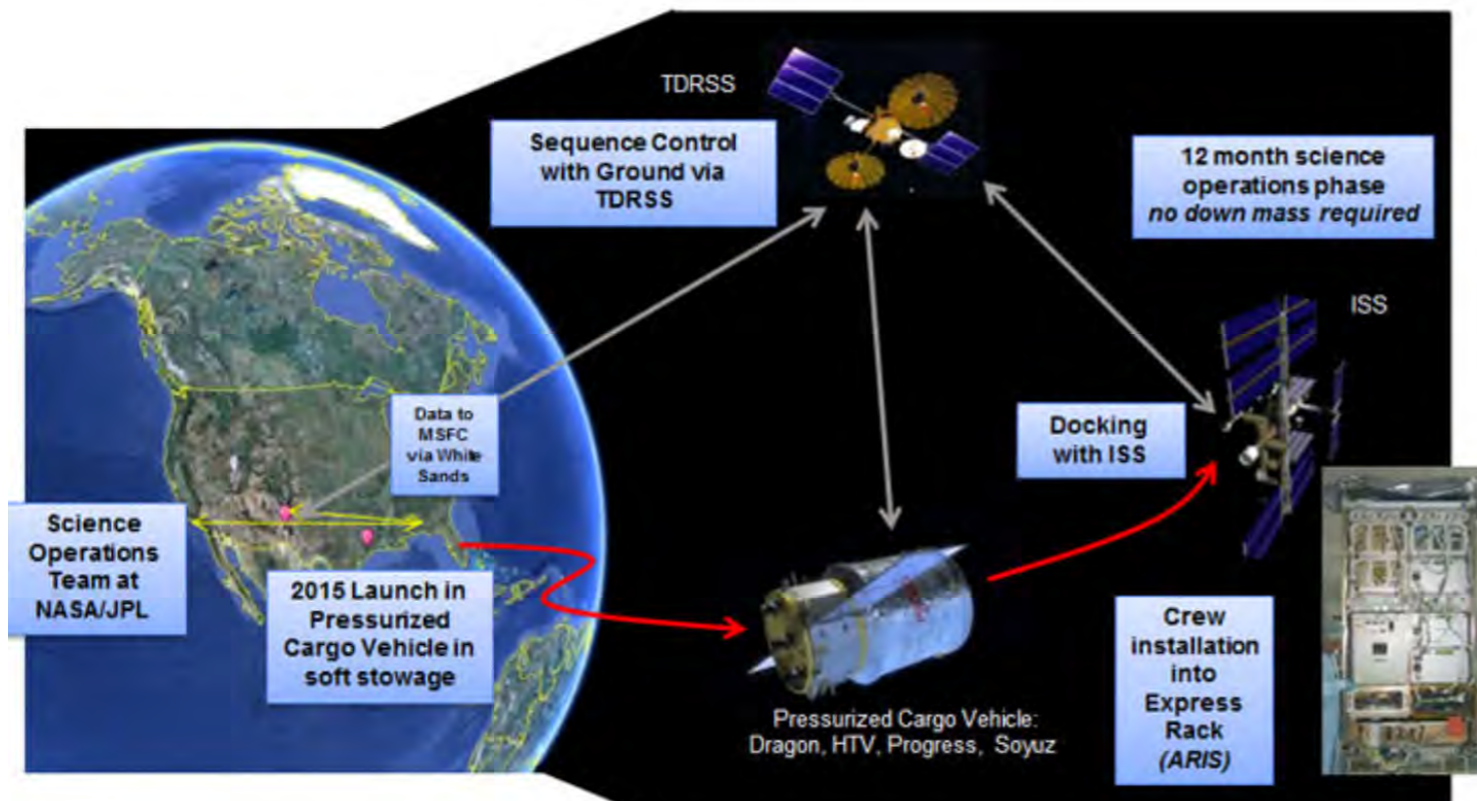 TDRSS
Sequence Control
with Ground via
TDRSS
12 month science
operations phase
no down mass required
ISS
Data to
MSFC
via White
Sands
Docking
with ISS
Science
Operations
Team at
NASA/JPL
2015 Launch in
Pressurized
Cargo Vehicle in
soft stowage
Crew
installation
into
Express
Rack
(ARIS)
Pressurized Cargo Vehicle:
Dragon, HTV, Progress, Soyuz